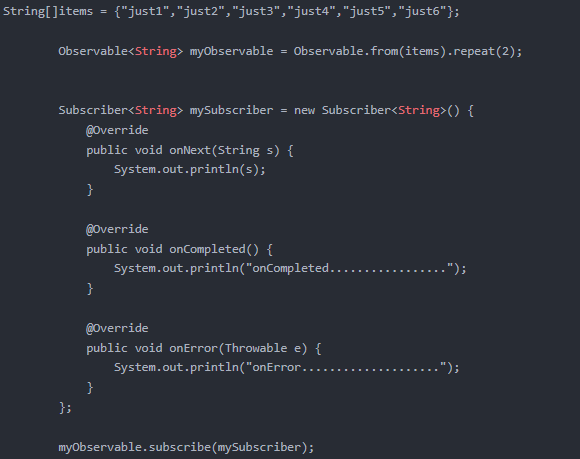 String[]items = {"just1","just2","just3","just4","just5","just6"};
Observable<String> myObservable = Observable.from(items).repeat(2);
Subscriber<String> mySubscriber = new Subscriber<String>() {
@Override
public void onNext(String s) {
System.out.println(s);
}
@Override
public void onCompleted() {
System.out.println("onCompleted.................");
}
@Override
public void onError(Throwable e) {
System.out.println("onError....................");
}
};
myObservable.subscribe(mySubscriber);